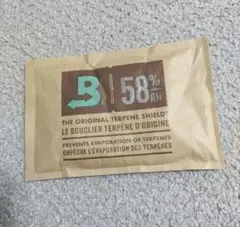 B 58% RH
THE ORIGINAL TERPENE SHIELD™
LE BOUCLIER TERPÈNE D'ORIGINE
PREVENTS EVAPORATION OF TERPENES
EMPÊCHE L'ÉVAPORATION DES TERPÈNES